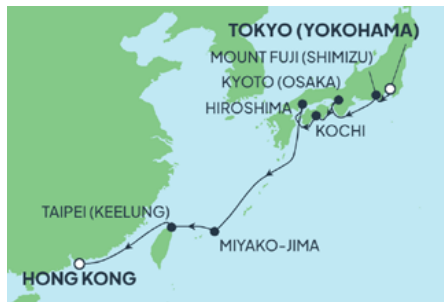 TOKYO (YOKOHAMA)
MOUNT FUJI (SHIMIZU)
KYOTO (OSAKA)
HIROSHIMA
KOCHI
TAIPEI (KEELUNG)
MIYAKO-JIMA
HONG KONG